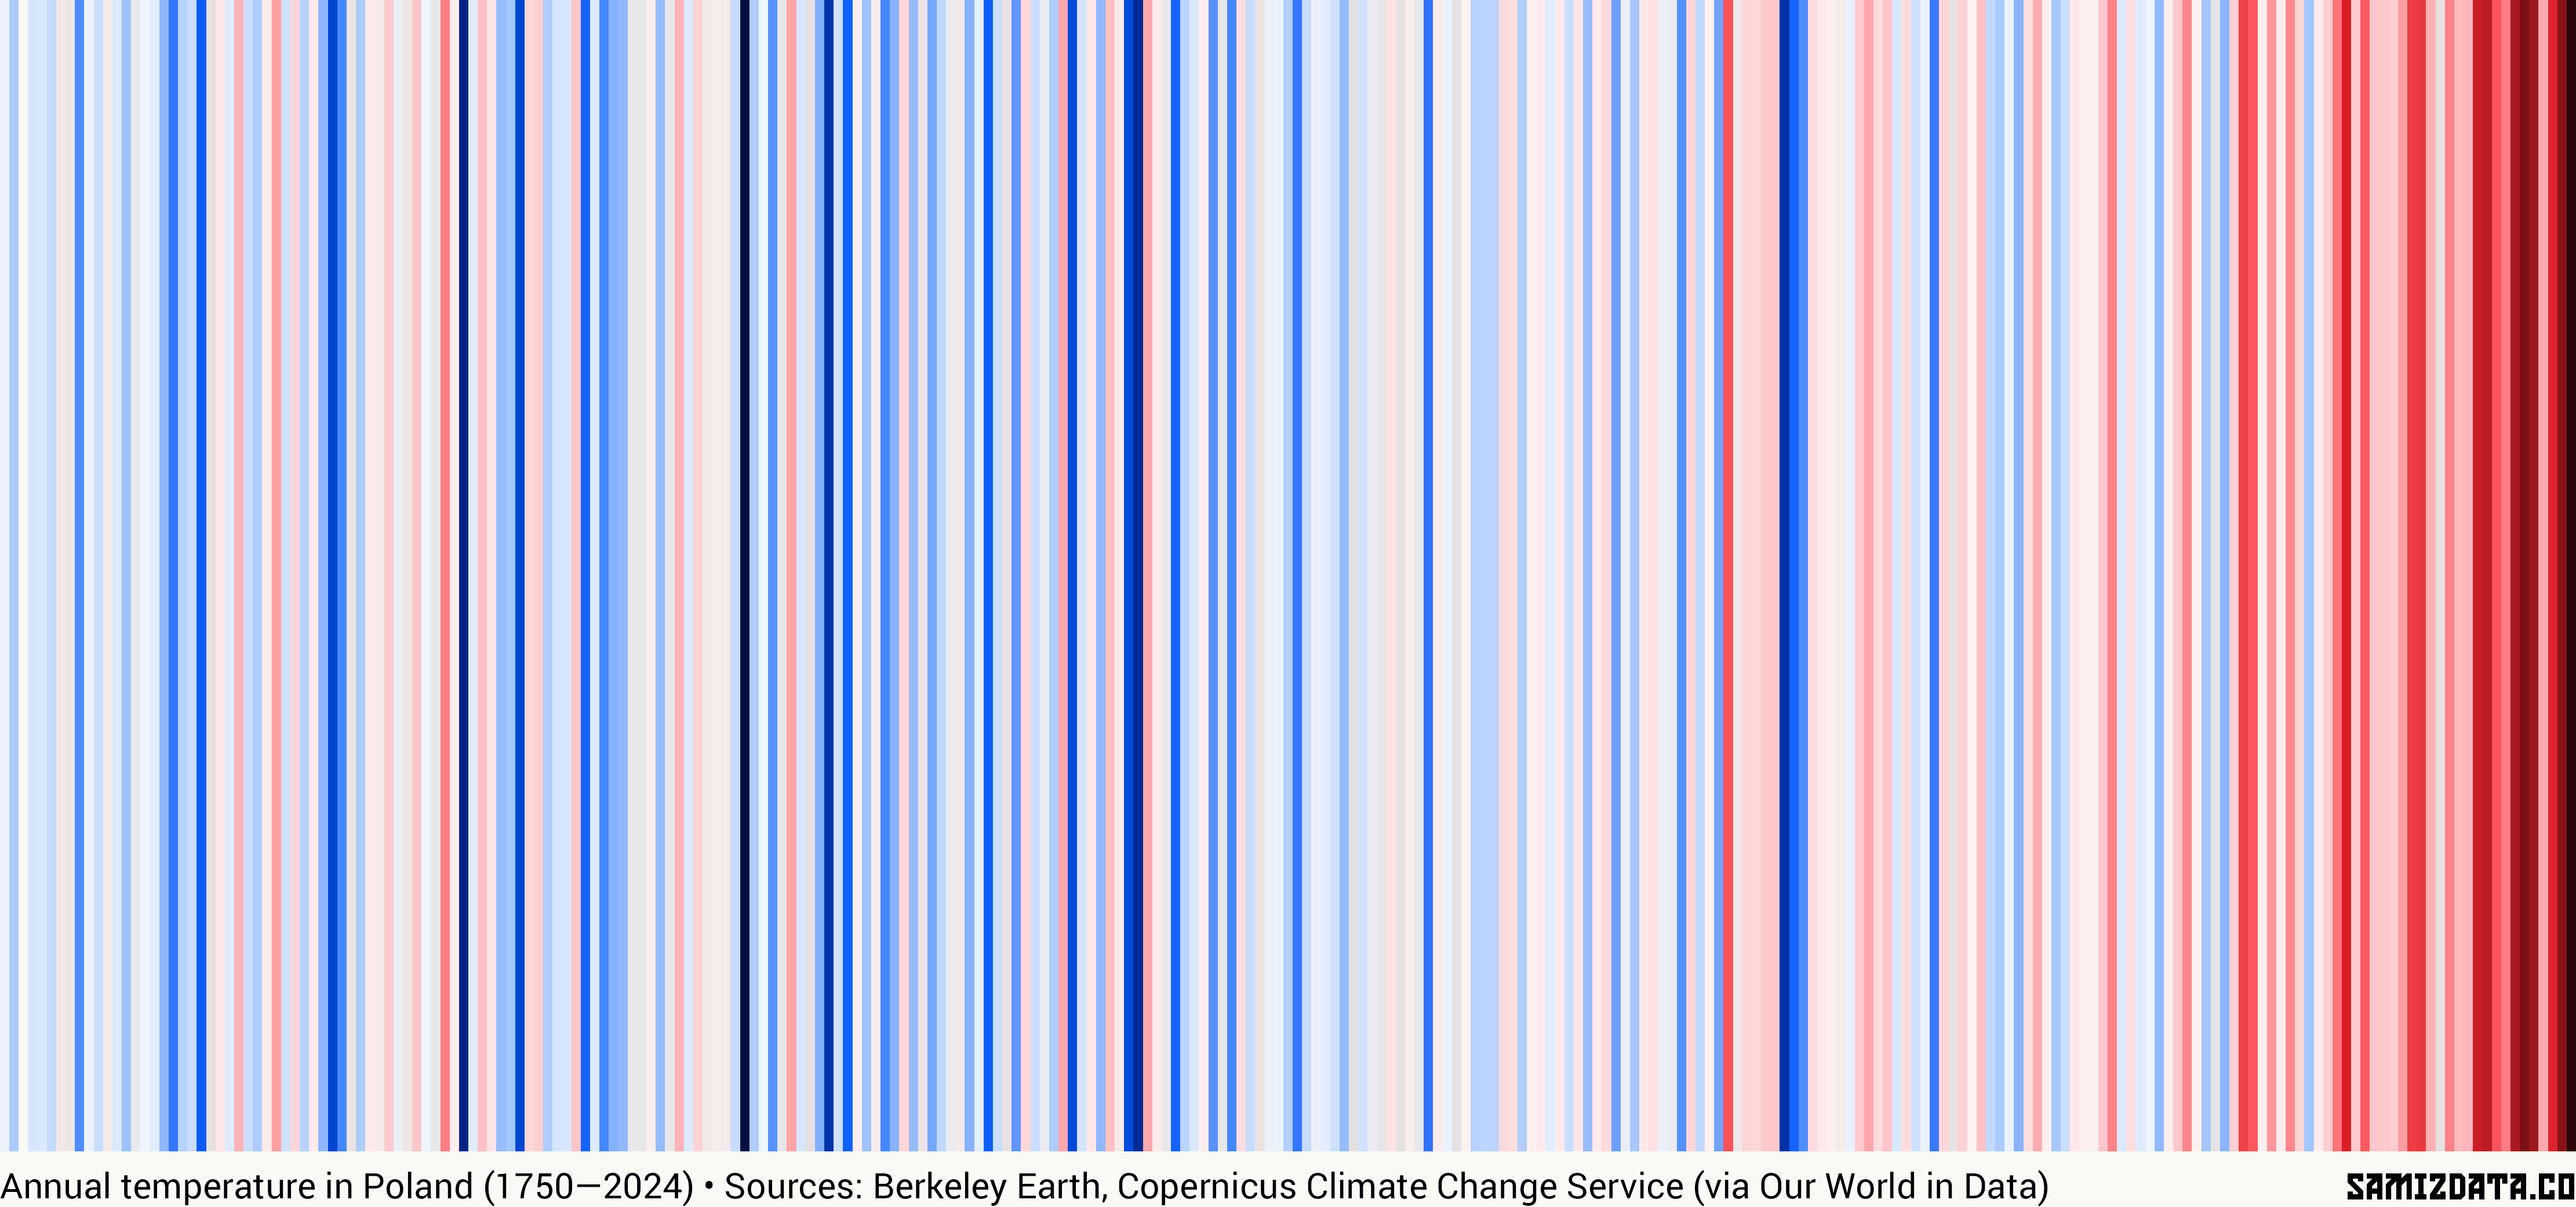 Annual temperature in Poland (1750—2024) • Sources: Berkeley Earth, Copernicus Climate Change Service (via Our World in Data)
SAMIZDATA.CO